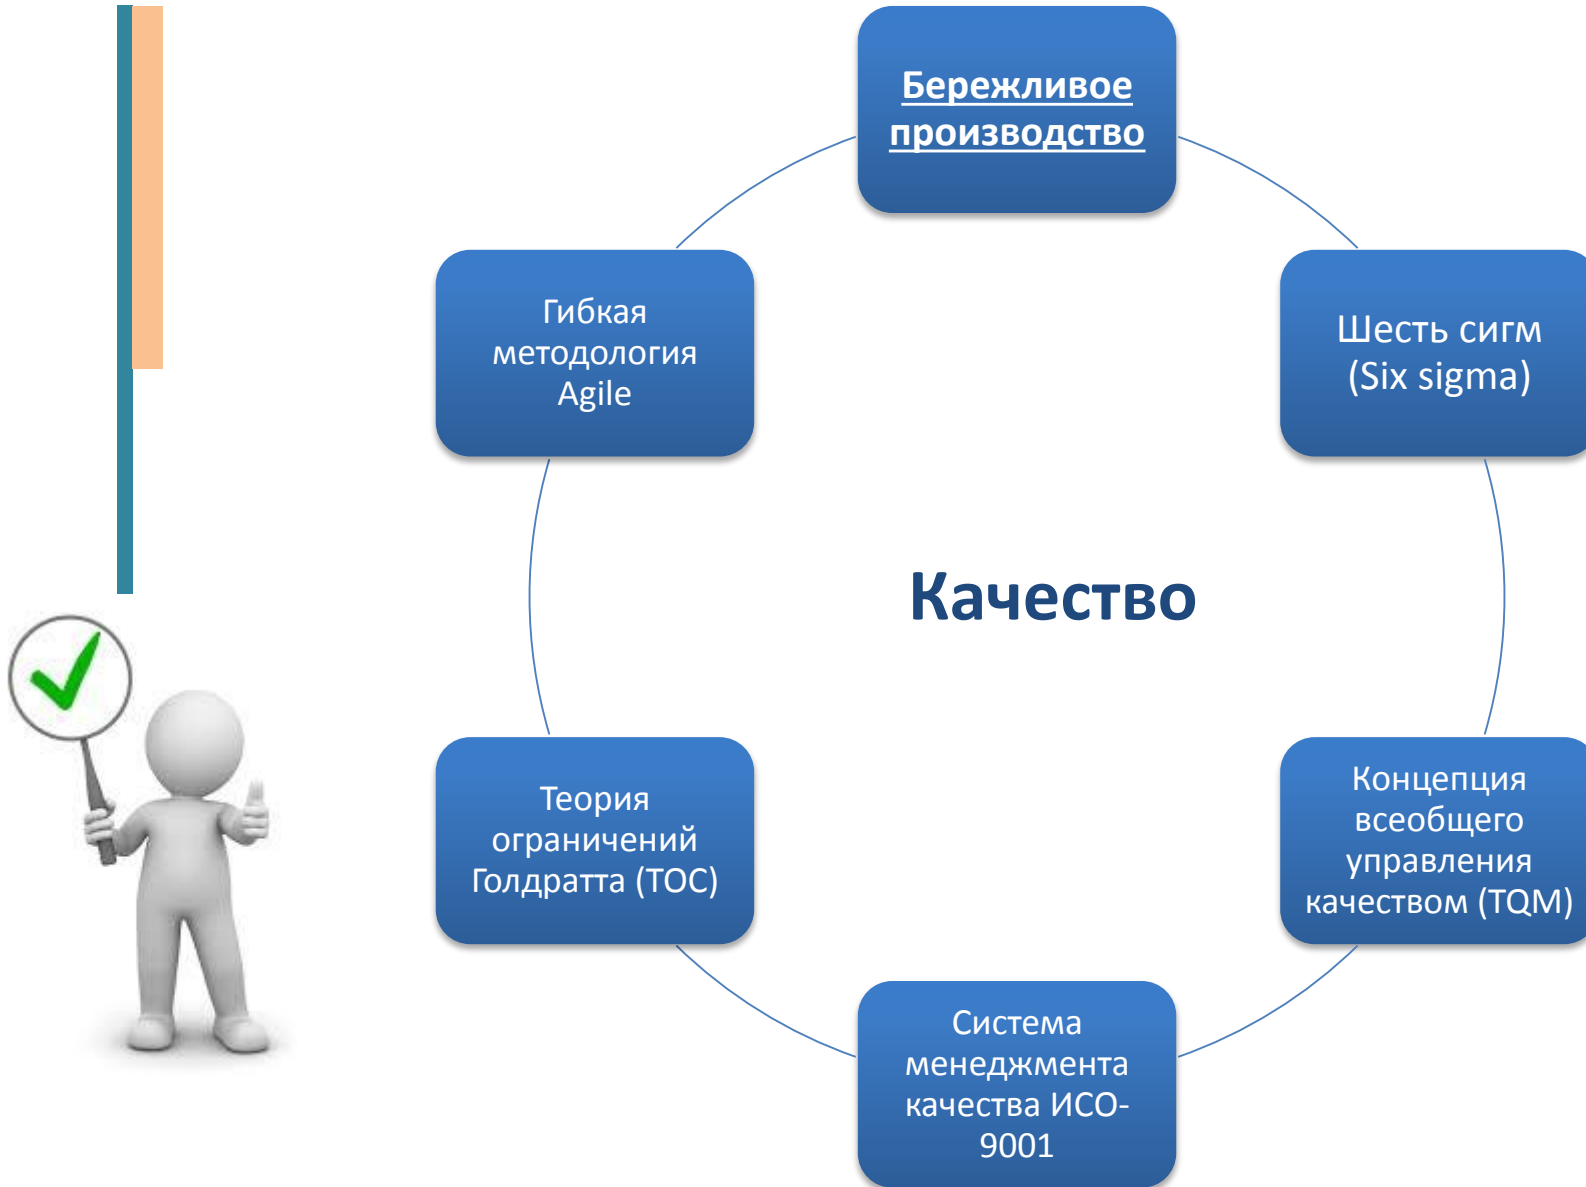 Бережливое
производство
Гибкая
методология
Agile
Шесть сигм
(Six sigma)
Качество
Теория
ограничений
Голдратта (ТОС)
Концепция
всеобщего
управления
качеством (TQM)
Система
менеджмента
качества ИСО-
9001